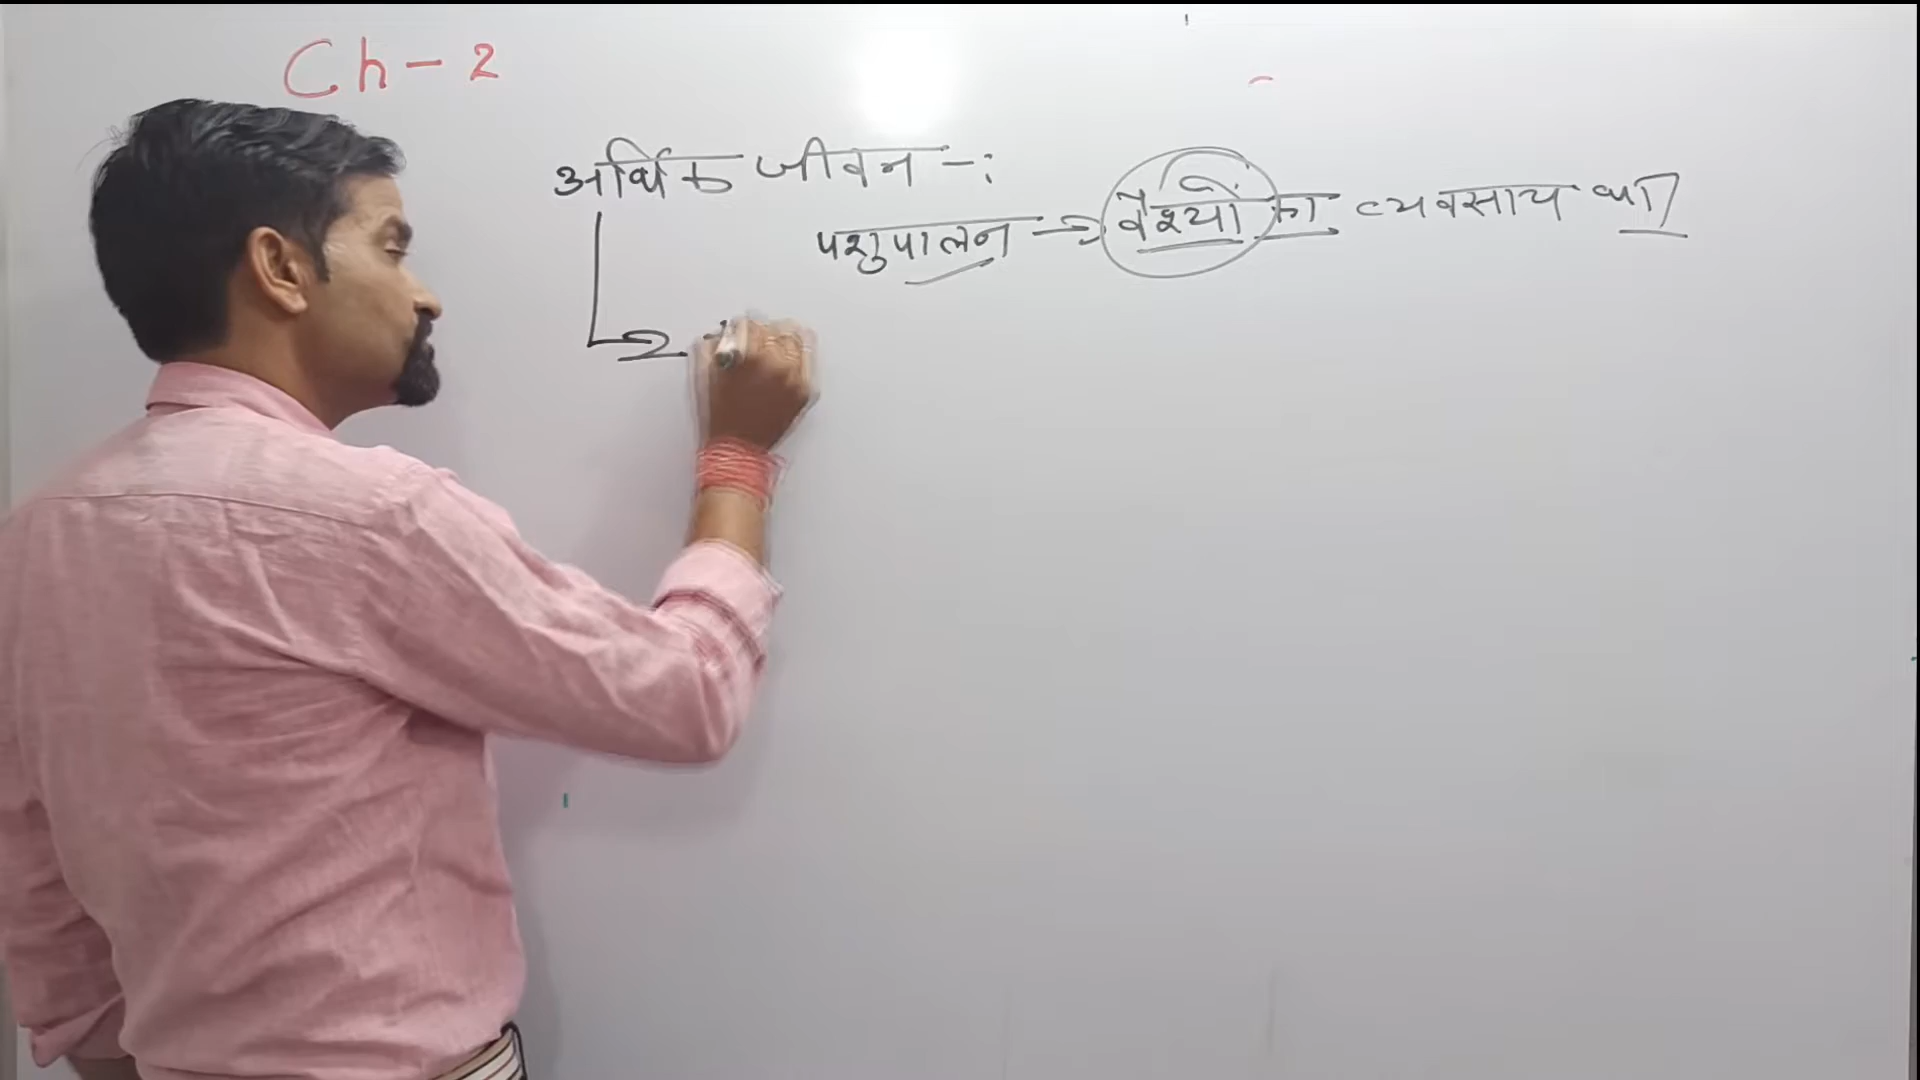 Ch - 2
आर्थिक जीवन -:
पशुपालन → वैश्यों का व्यवसाय था